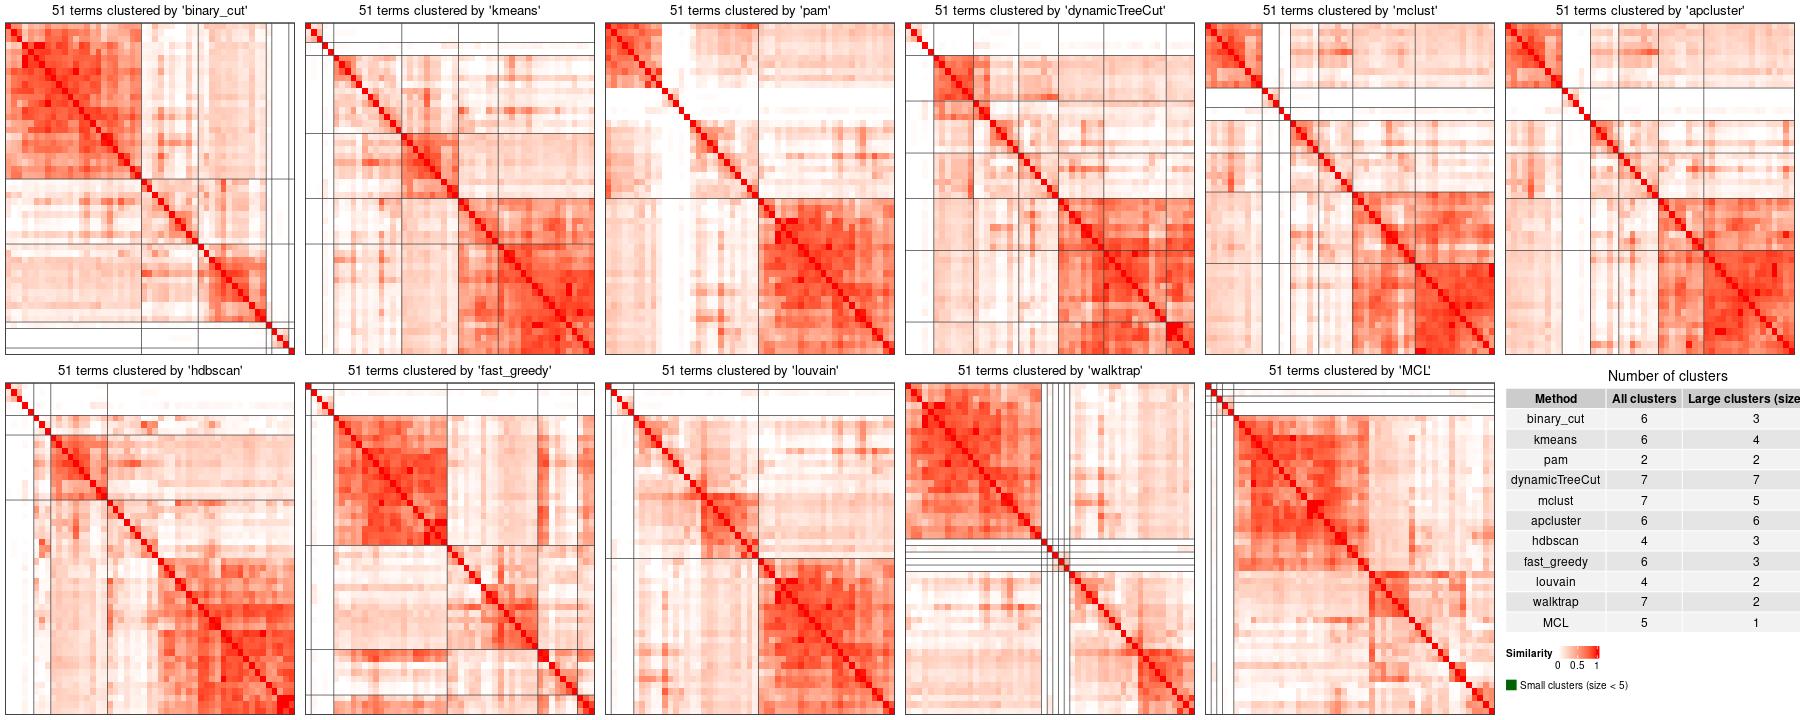 51 terms clustered by 'binary_cut'
51 terms clustered by 'kmeans'
51 terms clustered by 'pam'
51 terms clustered by 'dynamicTreeCut'
51 terms clustered by 'mclust'
51 terms clustered by 'apcluster'
51 terms clustered by 'hdbscan'
51 terms clustered by 'fast_greedy'
51 terms clustered by 'louvain'
51 terms clustered by 'walktrap'
51 terms clustered by 'MCL'
Number of clusters
Method All clusters Large clusters (size
binary_cut 6 3
kmeans 6 4
pam 2 2
dynamicTreeCut 7 7
mclust 7 5
apcluster 6 6
hdbscan 4 3
fast_greedy 6 3
louvain 4 2
walktrap 7 2
MCL 5 1
Similarity
0 0.5 1
Small clusters (size < 5)